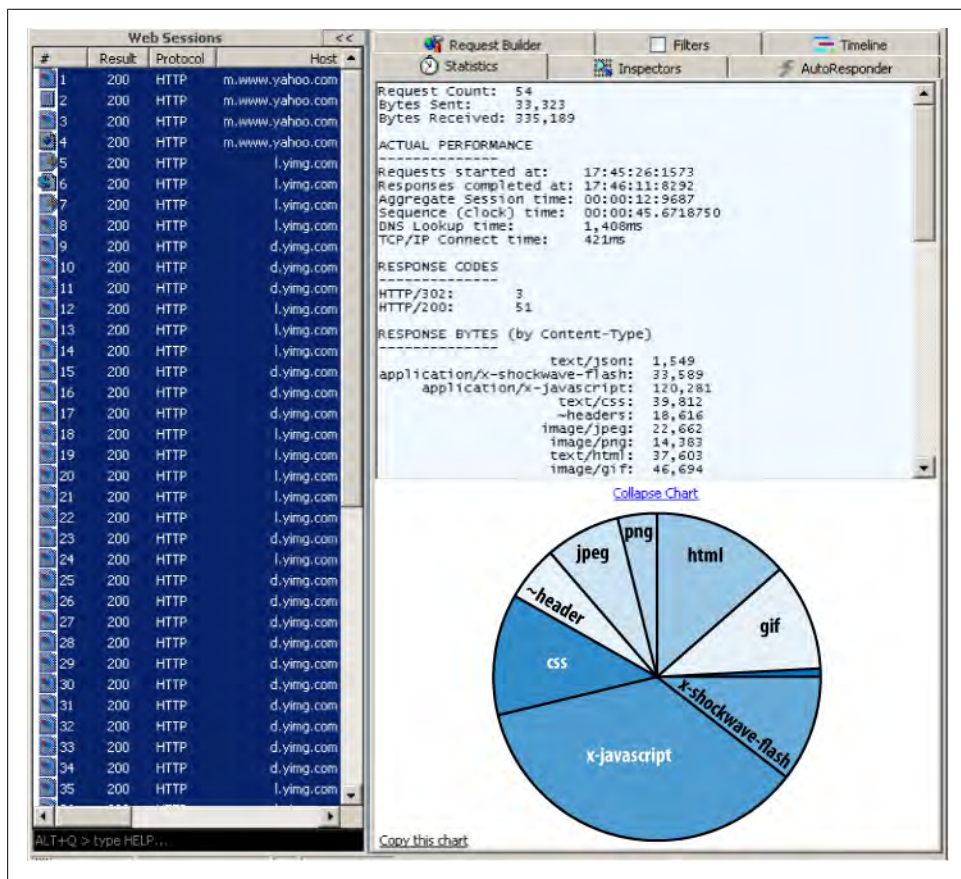 Web Sessions <<
# Result Protocol Host
1 200 HTTP m.www.yahoo.com
2 200 HTTP m.www.yahoo.com
3 200 HTTP m.www.yahoo.com
4 200 HTTP m.www.yahoo.com
5 200 HTTP l.yimg.com
6 200 HTTP l.yimg.com
7 200 HTTP l.yimg.com
8 200 HTTP l.yimg.com
9 200 HTTP d.yimg.com
10 200 HTTP d.yimg.com
11 200 HTTP d.yimg.com
12 200 HTTP l.yimg.com
13 200 HTTP l.yimg.com
14 200 HTTP l.yimg.com
15 200 HTTP d.yimg.com
16 200 HTTP d.yimg.com
17 200 HTTP d.yimg.com
18 200 HTTP l.yimg.com
19 200 HTTP l.yimg.com
20 200 HTTP l.yimg.com
21 200 HTTP l.yimg.com
22 200 HTTP l.yimg.com
23 200 HTTP d.yimg.com
24 200 HTTP l.yimg.com
25 200 HTTP d.yimg.com
26 200 HTTP d.yimg.com
27 200 HTTP d.yimg.com
28 200 HTTP d.yimg.com
29 200 HTTP d.yimg.com
30 200 HTTP d.yimg.com
31 200 HTTP d.yimg.com
32 200 HTTP d.yimg.com
33 200 HTTP d.yimg.com
34 200 HTTP d.yimg.com
35 200 HTTP l.yimg.com
ALT+Q > type HELP...
Request Builder Filters Timeline
Statistics Inspectors AutoResponder
Request Count: 54
Bytes Sent: 33,323
Bytes Received: 335,189
ACTUAL PERFORMANCE
--------------
Requests started at: 17:45:26:1573
Responses completed at: 17:46:11:8292
Aggregate Session time: 00:00:12:9687
Sequence (clock) time: 00:00:45.6718750
DNS Lookup time: 1,408ms
TCP/IP Connect time: 421ms
RESPONSE CODES
--------------
HTTP/302: 3
HTTP/200: 51
RESPONSE BYTES (by Content-Type)
--------------
text/json: 1,549
application/x-shockwave-flash: 33,589
application/x-javascript: 120,281
text/css: 39,812
~headers: 18,616
image/jpeg: 22,662
image/png: 14,383
text/html: 37,603
image/gif: 46,694
Collapse Chart
png
html
jpeg
~header
gif
css
x-shockwave-flash
x-javascript
Copy this chart